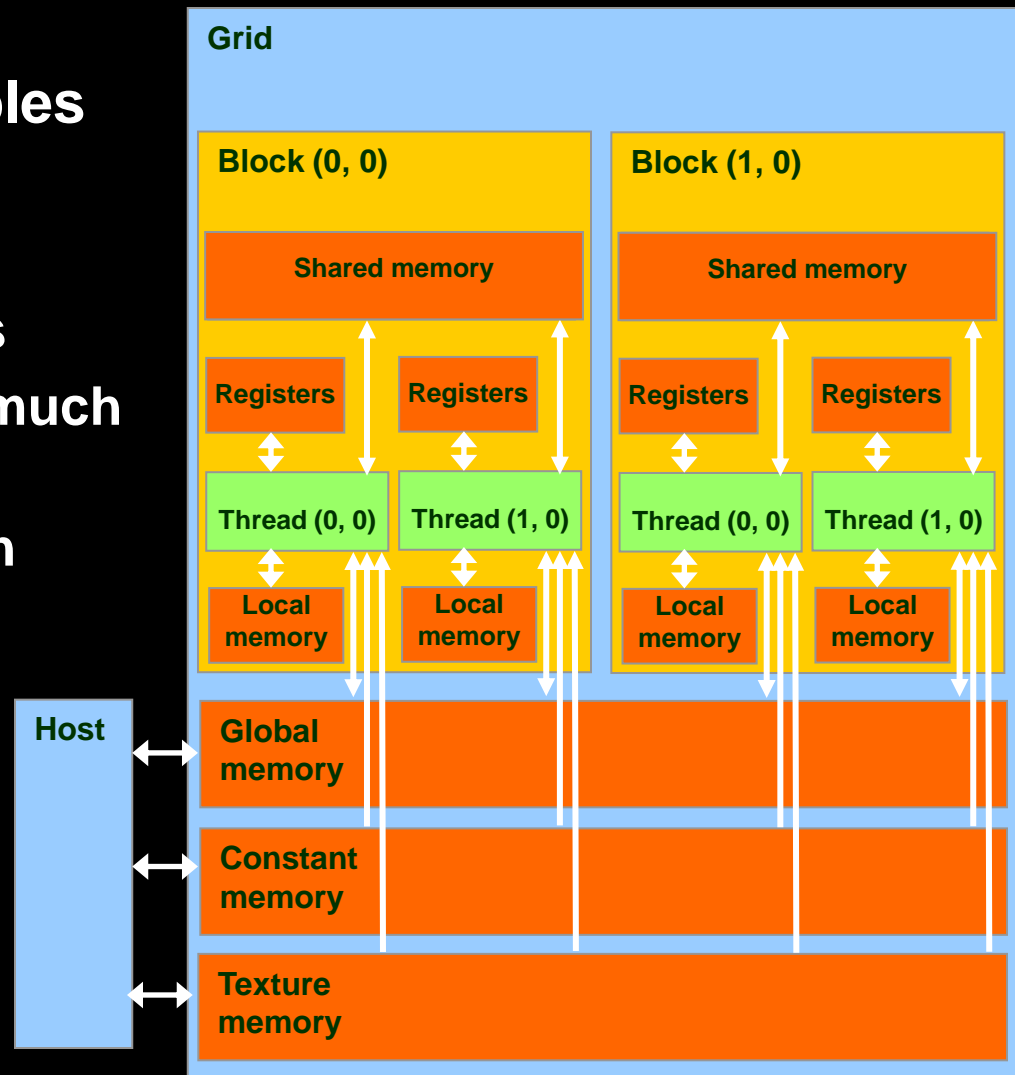 much
Grid
Block (0, 0)
Shared memory
Registers
Registers
Thread (0, 0)
Thread (1, 0)
Local
memory
Local
memory
Block (1, 0)
Shared memory
Registers
Registers
Thread (0, 0)
Thread (1, 0)
Local
memory
Local
memory
Host
Global
memory
Constant
memory
Texture
memory